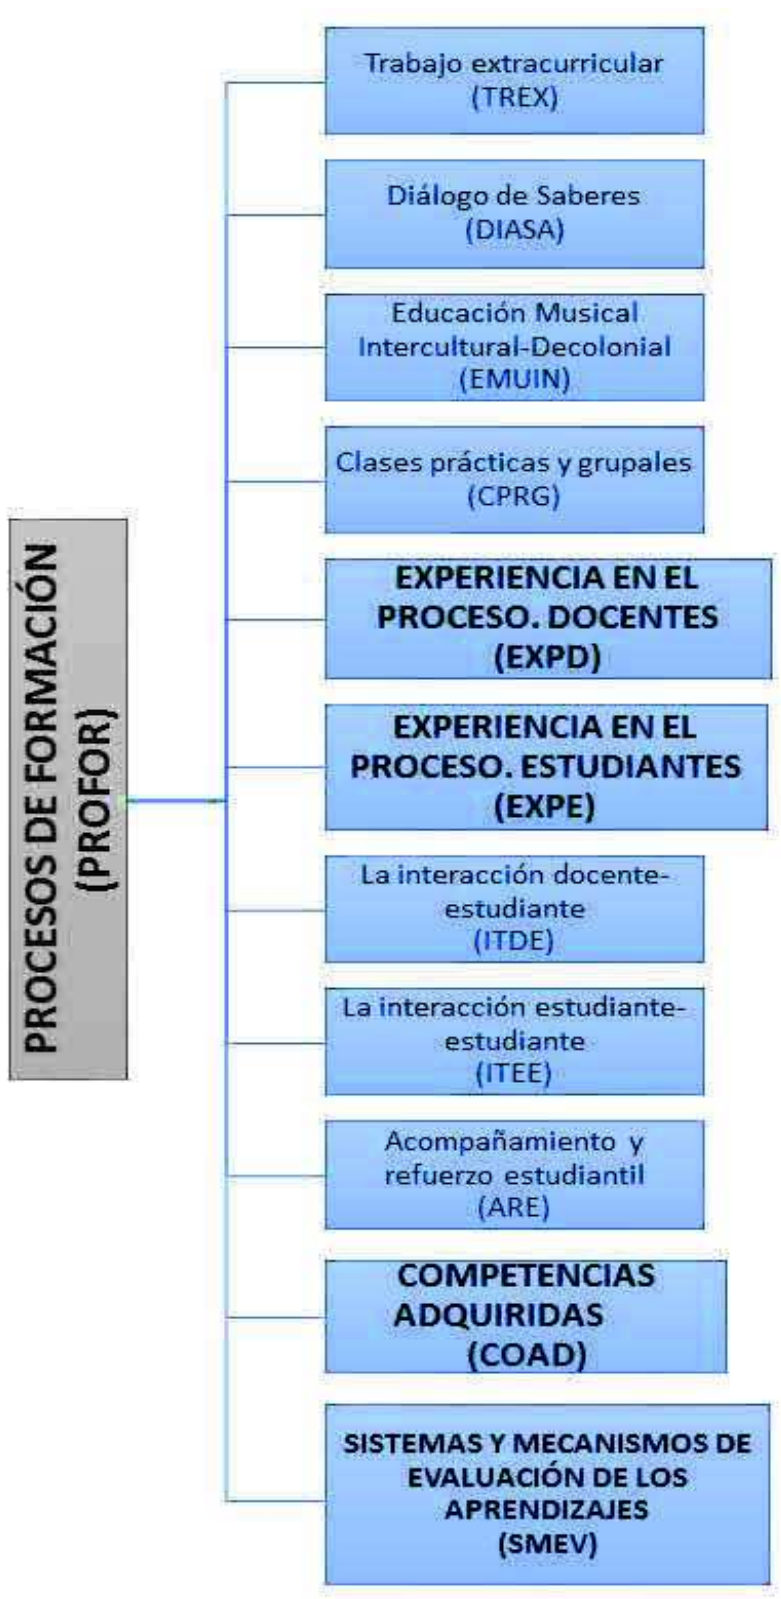 PROCESOS DE FORMACIÓN
(PROFOR)
Trabajo extracurricular
(TREX)
Diálogo de Saberes
(DIASA)
Educación Musical
Intercultural-Decolonial
(EMUIN)
Clases prácticas y grupales
(CPRG)
EXPERIENCIA EN EL
PROCESO. DOCENTES
(EXPD)
EXPERIENCIA EN EL
PROCESO. ESTUDIANTES
(EXPE)
La interacción docente-
estudiante
(ITDE)
La interacción estudiante-
estudiante
(ITEE)
Acompañamiento y
refuerzo estudiantil
(ARE)
COMPETENCIAS
ADQUIRIDAS
(COAD)
SISTEMAS Y MECANISMOS DE
EVALUACIÓN DE LOS
APRENDIZAJES
(SMEV)